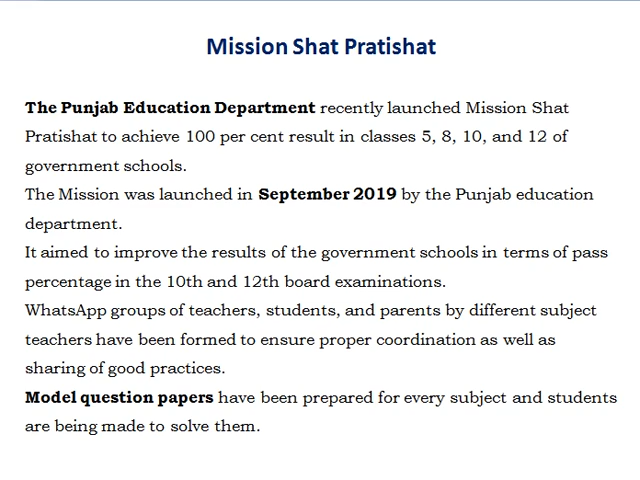 Mission Shat Pratishat
The Punjab Education Department recently launched Mission Shat
Pratishat to achieve 100 per cent result in classes 5, 8, 10, and 12 of
government schools.
The Mission was launched in September 2019 by the Punjab education
department.
It aimed to improve the results of the government schools in terms of pass
percentage in the 10th and 12th board examinations.
WhatsApp groups of teachers, students, and parents by different subject
teachers have been formed to ensure proper coordination as well as
sharing of good practices.
Model question papers have been prepared for every subject and students
are being made to solve them.